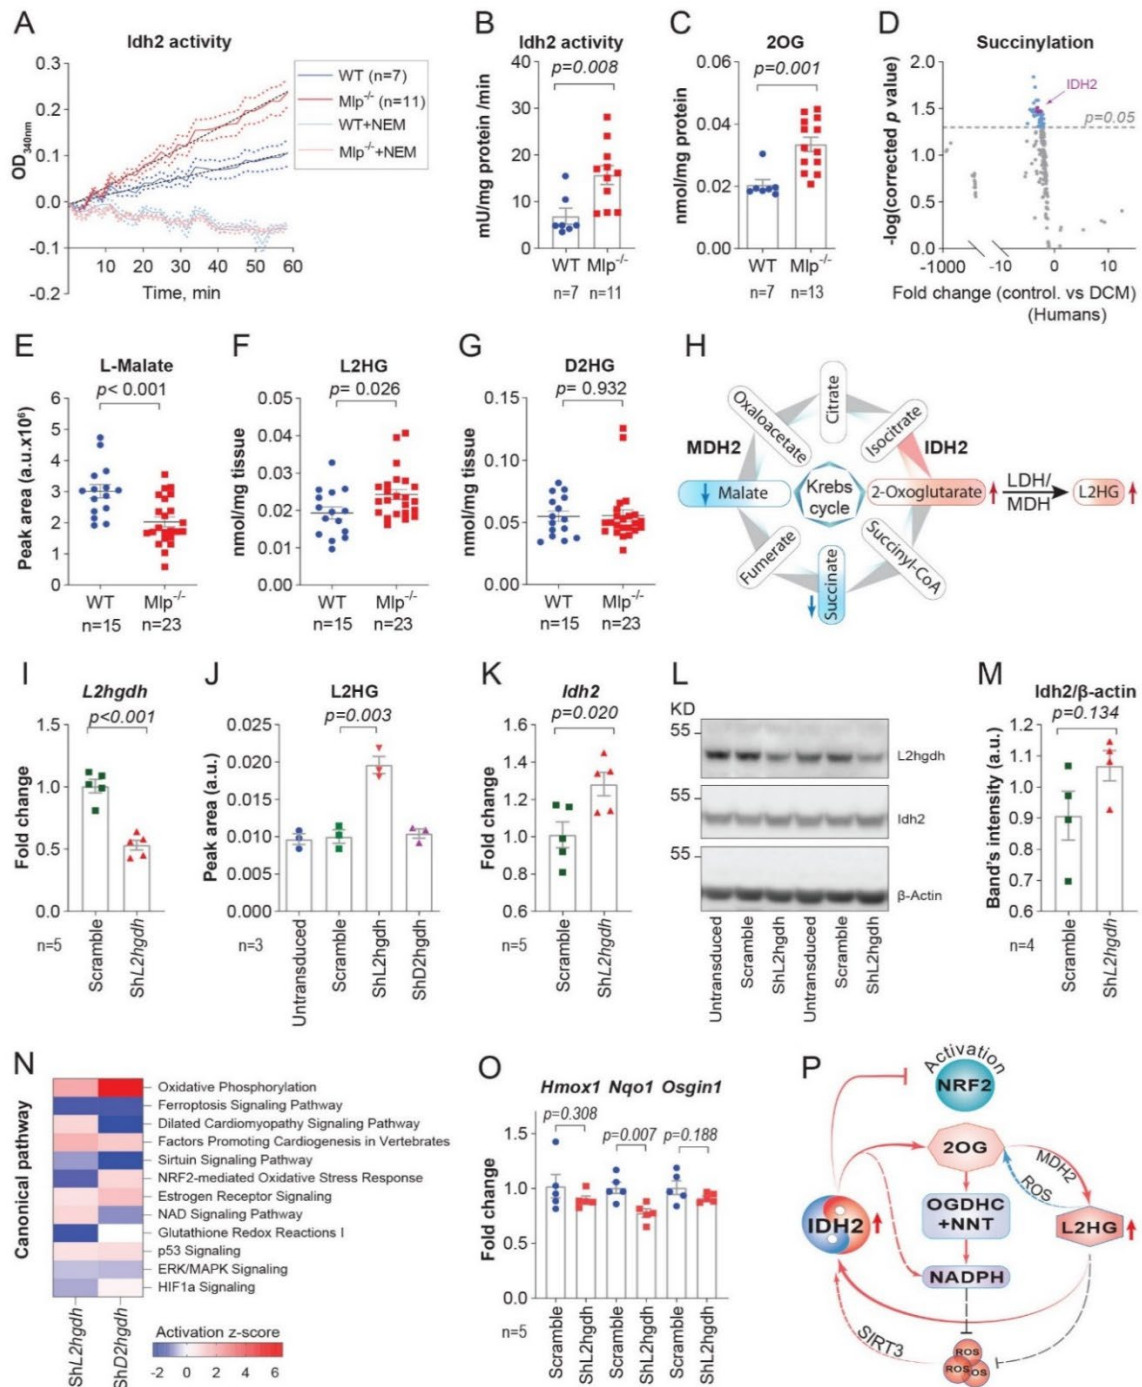 A
Idh2 activity
OD340nm
0.3
0.2
0.1
0.0
-0.1
-0.2
10 20 30 40 50 60
Time, min
WT (n=7)
Mlp-/- (n=11)
WT+NEM
Mlp-/-+NEM
B
Idh2 activity
p=0.008
mU/mg protein /min
40
30
20
10
0
WT Mlp-/-
n=7 n=11
C
2OG
p=0.001
nmol/mg protein
0.06
0.04
0.02
0.00
WT Mlp-/-
n=7 n=13
D
Succinylation
-log(corrected p value)
2.0
1.5
1.0
0.5
0.0
IDH2
p=0.05
-1000 -10 0 10
Fold change (control. vs DCM)
(Humans)
E
L-Malate
p< 0.001
Peak area (a.u.x10⁶)
6
5
4
3
2
1
0
WT Mlp-/-
n=15 n=23
F
L2HG
p= 0.026
nmol/mg tissue
0.05
0.04
0.03
0.02
0.01
0.00
WT Mlp-/-
n=15 n=23
G
D2HG
p= 0.932
nmol/mg tissue
0.15
0.10
0.05
0.00
WT Mlp-/-
n=15 n=23
H
Citrate
Oxaloacetate
Isocitrate
MDH2
IDH2
Malate
Krebs
cycle
2-Oxoglutarate
LDH/
MDH
L2HG
Fumerate
Succinyl-CoA
Succinate
I
L2hgdh
p<0.001
Fold change
1.5
1.0
0.5
0.0
n=5
Scramble
ShL2hgdh
J
L2HG
p=0.003
Peak area (a.u.)
0.025
0.020
0.015
0.010
0.005
0.000
n=3
Untransduced
Scramble
ShL2hgdh
ShD2hgdh
K
Idh2
p=0.020
Fold change
1.6
1.4
1.2
1.0
0.8
0.6
n=5
Scramble
ShL2hgdh
L
KD
55
L2hgdh
55
Idh2
55
β-Actin
Untransduced
Scramble
ShL2hgdh
Untransduced
Scramble
ShL2hgdh
M
Idh2/β-actin
p=0.134
Band's intensity (a.u.)
1.2
1.1
1.0
0.9
0.8
0.7
0.6
n=4
Scramble
ShL2hgdh
N
Canonical pathway
Oxidative Phosphorylation
Ferroptosis Signaling Pathway
Dilated Cardiomyopathy Signaling Pathway
Factors Promoting Cardiogenesis in Vertebrates
Sirtuin Signaling Pathway
NRF2-mediated Oxidative Stress Response
Estrogen Receptor Signaling
NAD Signaling Pathway
Glutathione Redox Reactions I
p53 Signaling
ERK/MAPK Signaling
HIF1a Signaling
ShL2hgdh
ShD2hgdh
Activation z-score
-2 0 2 4 6
O
Hmox1 Nqo1 Osgin1
p=0.308
p=0.007
p=0.188
Fold change
1.5
1.0
0.5
0.0
n=5
Scramble
ShL2hgdh
Scramble
ShL2hgdh
Scramble
ShL2hgdh
P
Activation
NRF2
2OG
MDH2
ROS
OGDHC
+NNT
IDH2
L2HG
NADPH
SIRT3
ROS
ROS
OS